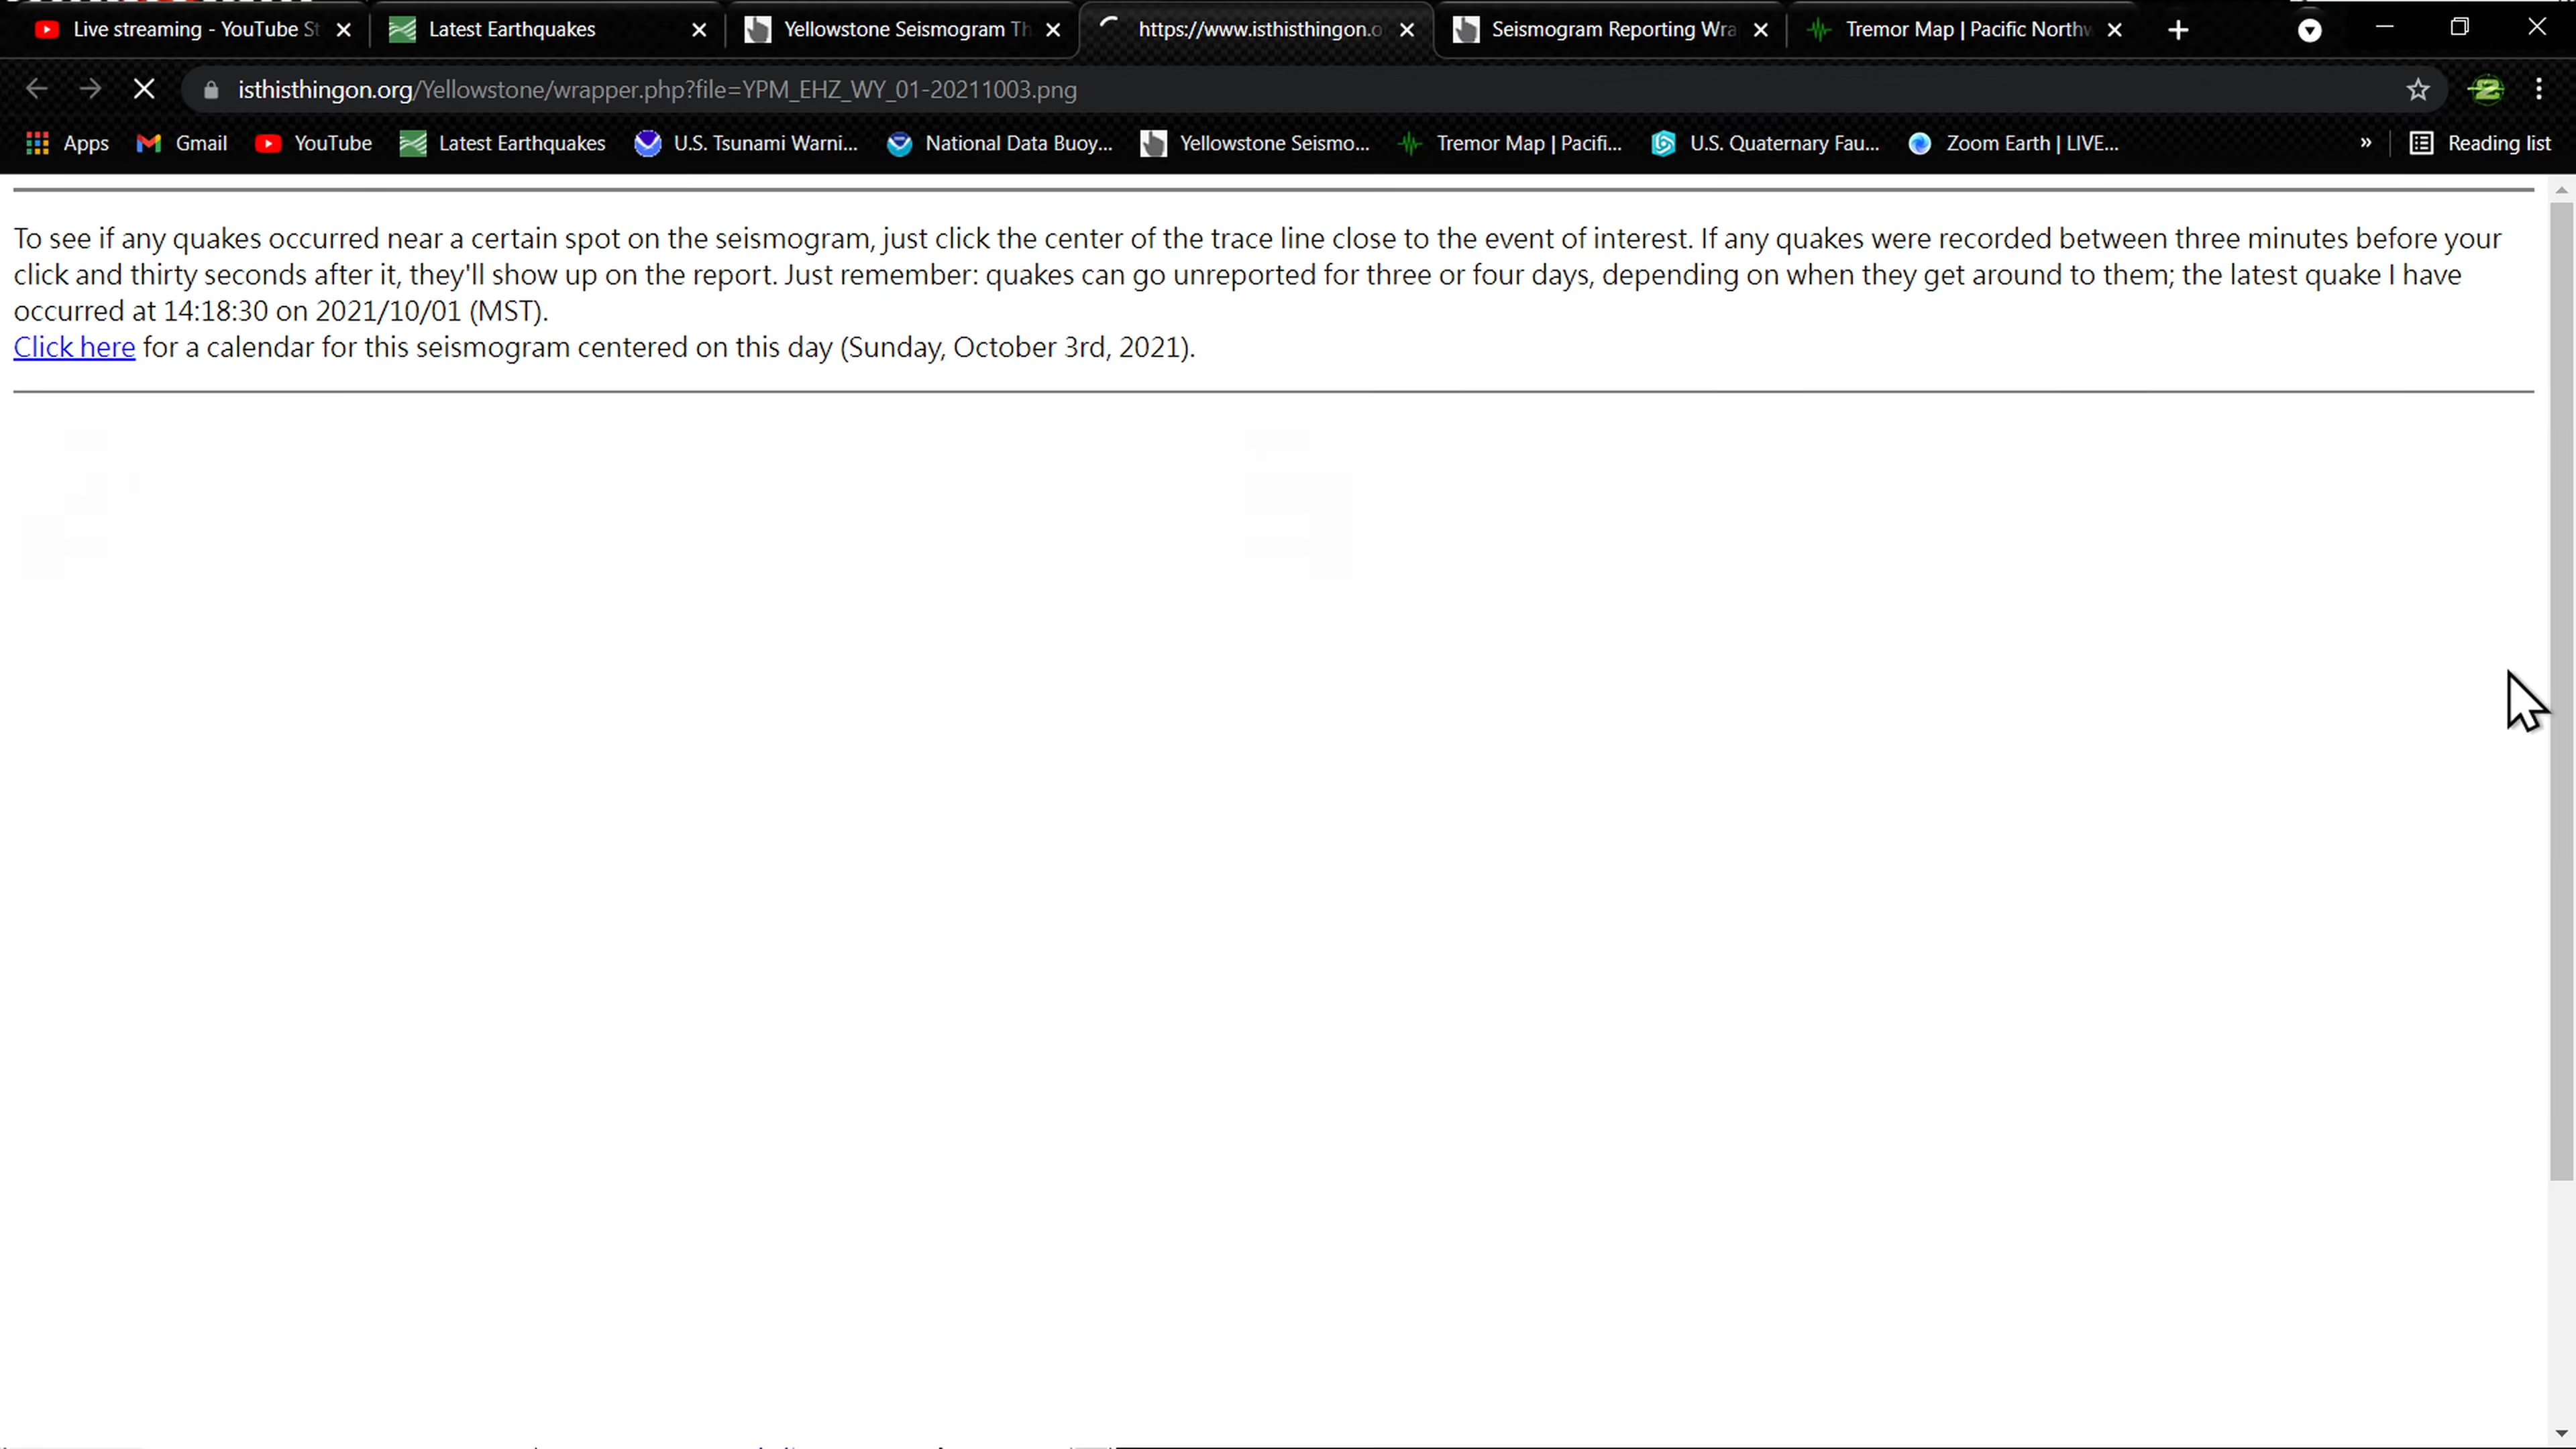 Live streaming - YouTube St
Latest Earthquakes
Yellowstone Seismogram Th
https://www.isthisthingon.o
Seismogram Reporting Wra
Tremor Map | Pacific Northw
isthisthingon.org/Yellowstone/wrapper.php?file=YPM_EHZ_WY_01-20211003.png
Apps
Gmail
YouTube
Latest Earthquakes
U.S. Tsunami Warni...
National Data Buoy...
Yellowstone Seismo...
Tremor Map | Pacifi...
U.S. Quaternary Fau...
Zoom Earth | LIVE...
»
Reading list
To see if any quakes occurred near a certain spot on the seismogram, just click the center of the trace line close to the event of interest. If any quakes were recorded between three minutes before your
click and thirty seconds after it, they'll show up on the report. Just remember: quakes can go unreported for three or four days, depending on when they get around to them; the latest quake I have
occurred at 14:18:30 on 2021/10/01 (MST).
Click here for a calendar for this seismogram centered on this day (Sunday, October 3rd, 2021).